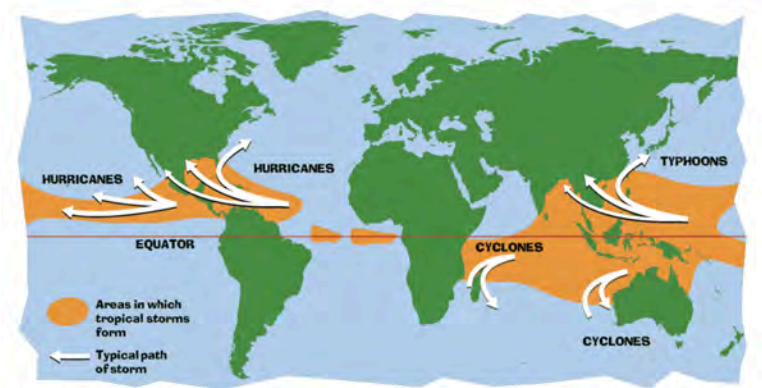 HURRICANES
HURRICANES
TYPHOONS
EQUATOR
CYCLONES
Areas in which
tropical storms
form
CYCLONES
Typical path
of storm